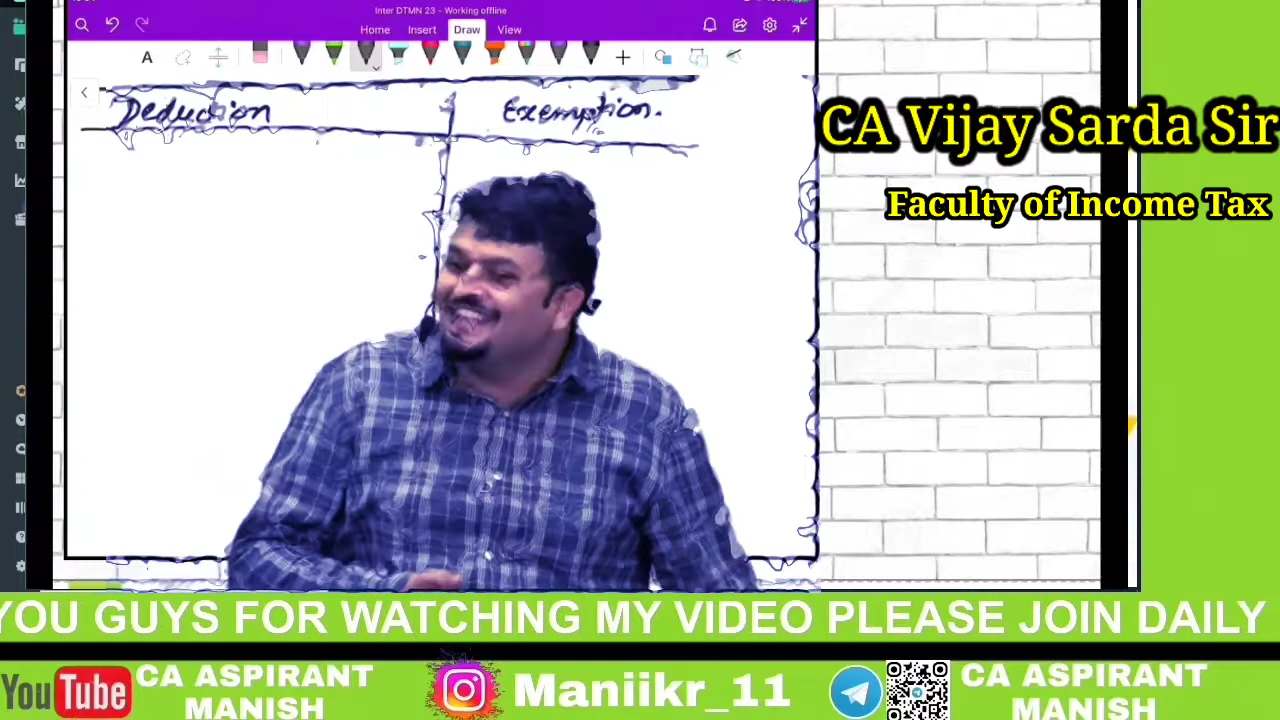 Inter DTMN 23 - Working offline
Home Insert Draw View
A
Deduction
Exemption.
CA Vijay Sarda Sir
Faculty of Income Tax
YOU GUYS FOR WATCHING MY VIDEO PLEASE JOIN DAILY
YouTube
CA ASPIRANT
MANISH
Maniikr_11
CA ASPIRANT
MANISH